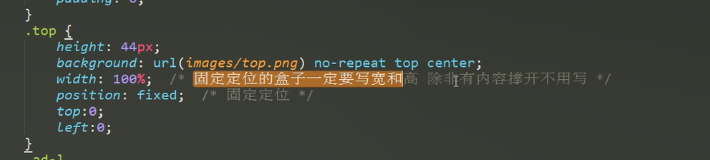 padding: 0;
}
.top {
height: 44px;
background: url(images/top.png) no-repeat top center;
width: 100%; /* 固定定位的盒子一定要写宽和高 除非有内容撑开不用写 */
position: fixed; /* 固定定位 */
top:0;
left:0;
}